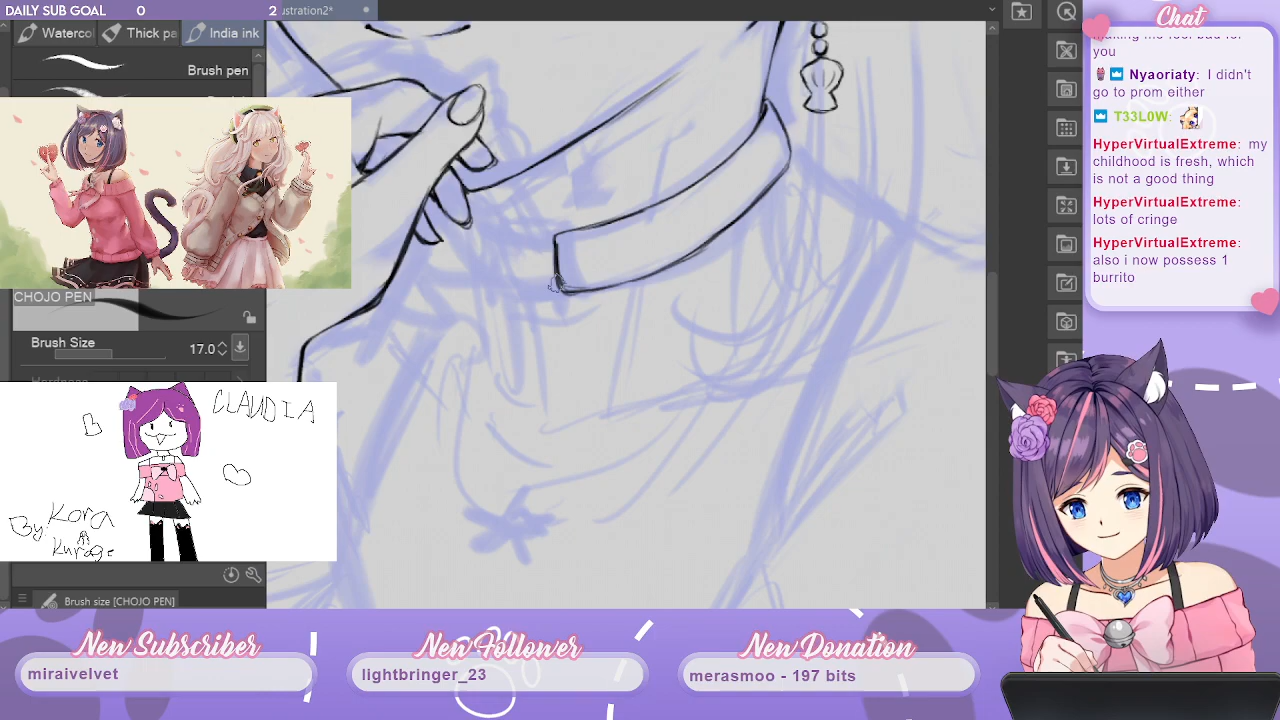 DAILY SUB GOAL 0 2
ustration2*
Waterco
Thick pa
India ink
Brush pen
CHOJO PEN
Brush Size
17.0
Brush size [CHOJO PEN]
CLAUDIA
By Kora
Kurage
Chat
you
Nyaoriaty: I didn't
go to prom either
T33L0W:
HyperVirtualExtreme: my
childhood is fresh, which
is not a good thing
HyperVirtualExtreme:
lots of cringe
HyperVirtualExtreme:
also i now possess 1
burrito
New Subscriber
miraivelvet
New Follower
lightbringer_23
New Donation
merasmoo - 197 bits